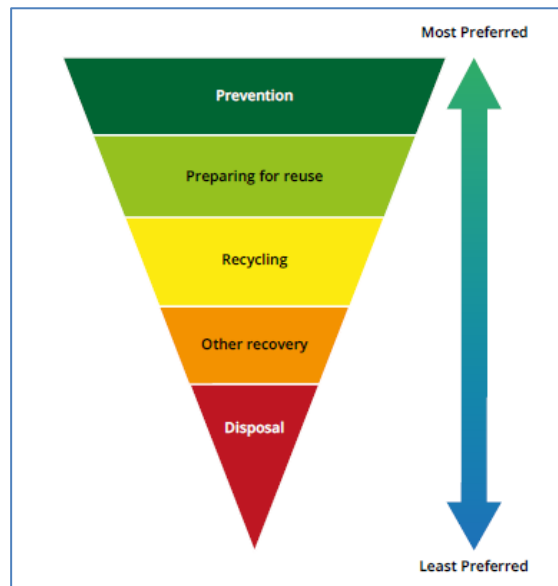 Most Preferred
Prevention
Preparing for reuse
Recycling
Other recovery
Disposal
Least Preferred